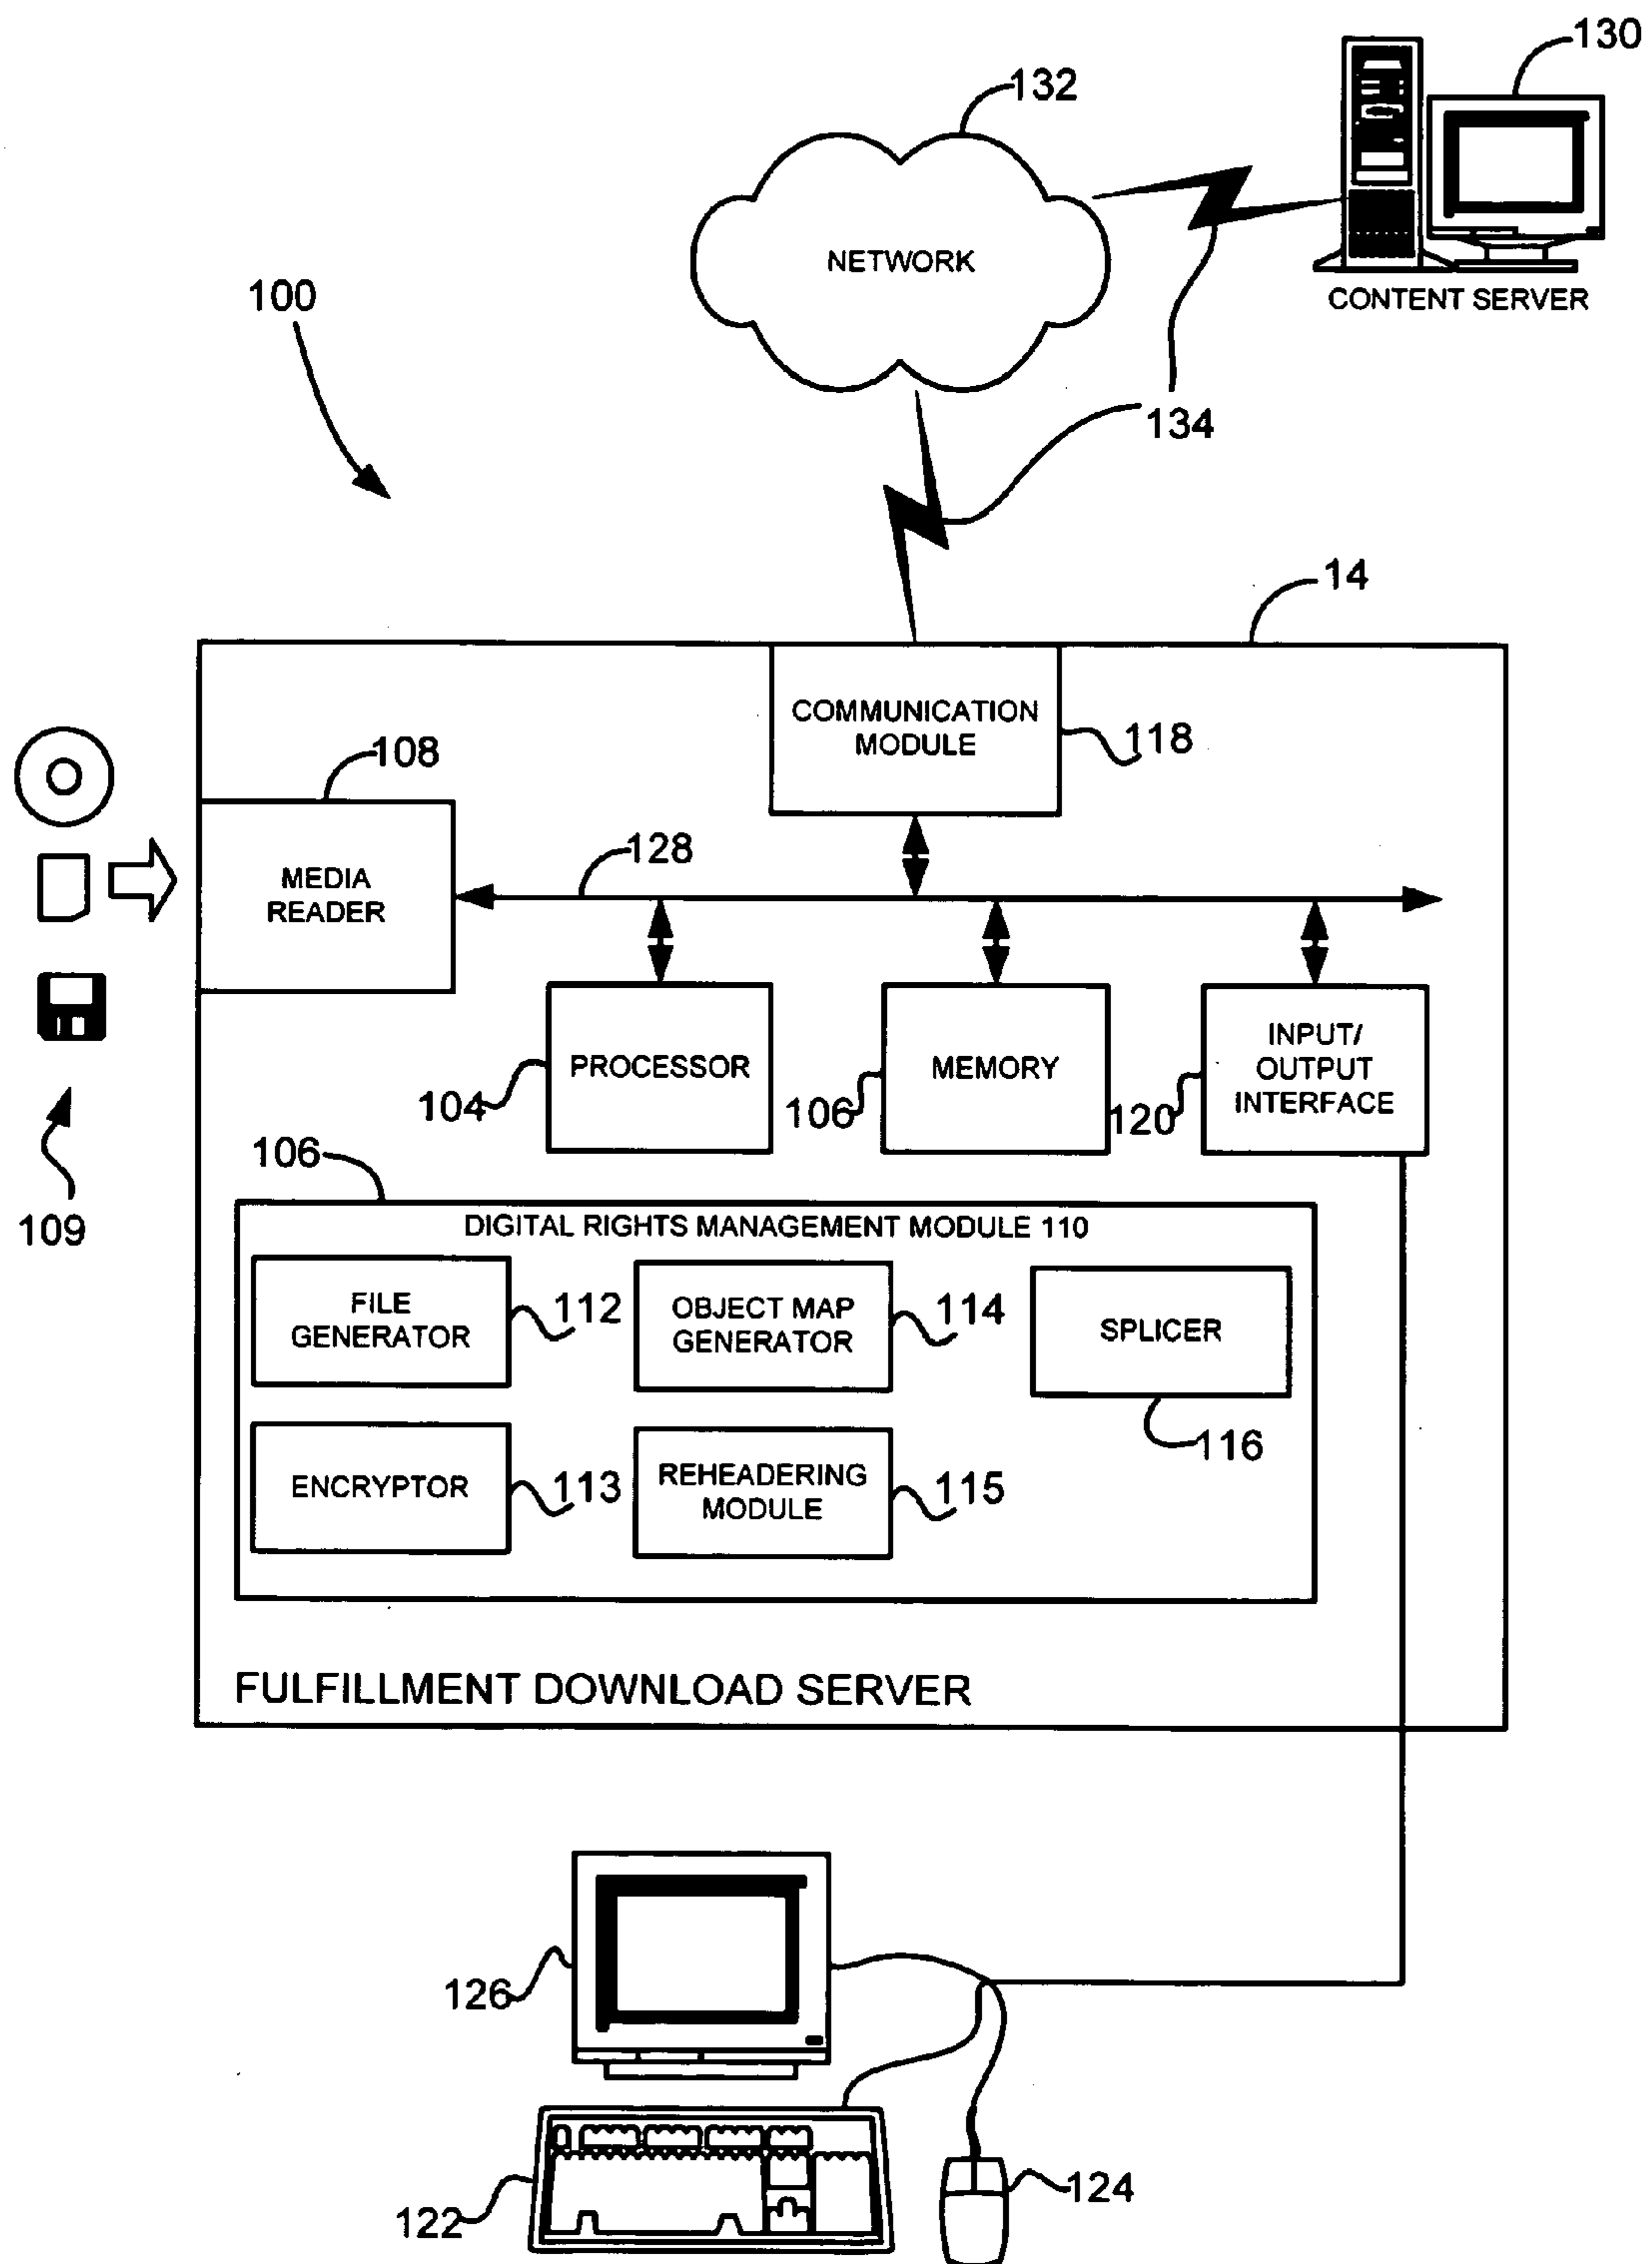 130
132
NETWORK
CONTENT SERVER
100
134
14
COMMUNICATION
MODULE
118
108
128
MEDIA
READER
INPUT/
OUTPUT
INTERFACE
PROCESSOR
MEMORY
104
106
120
106
109
DIGITAL RIGHTS MANAGEMENT MODULE 110
FILE
GENERATOR
112
OBJECT MAP
GENERATOR
114
SPLICER
116
ENCRYPTOR
113
REHEADERING
MODULE
115
FULFILLMENT DOWNLOAD SERVER
126
122
124